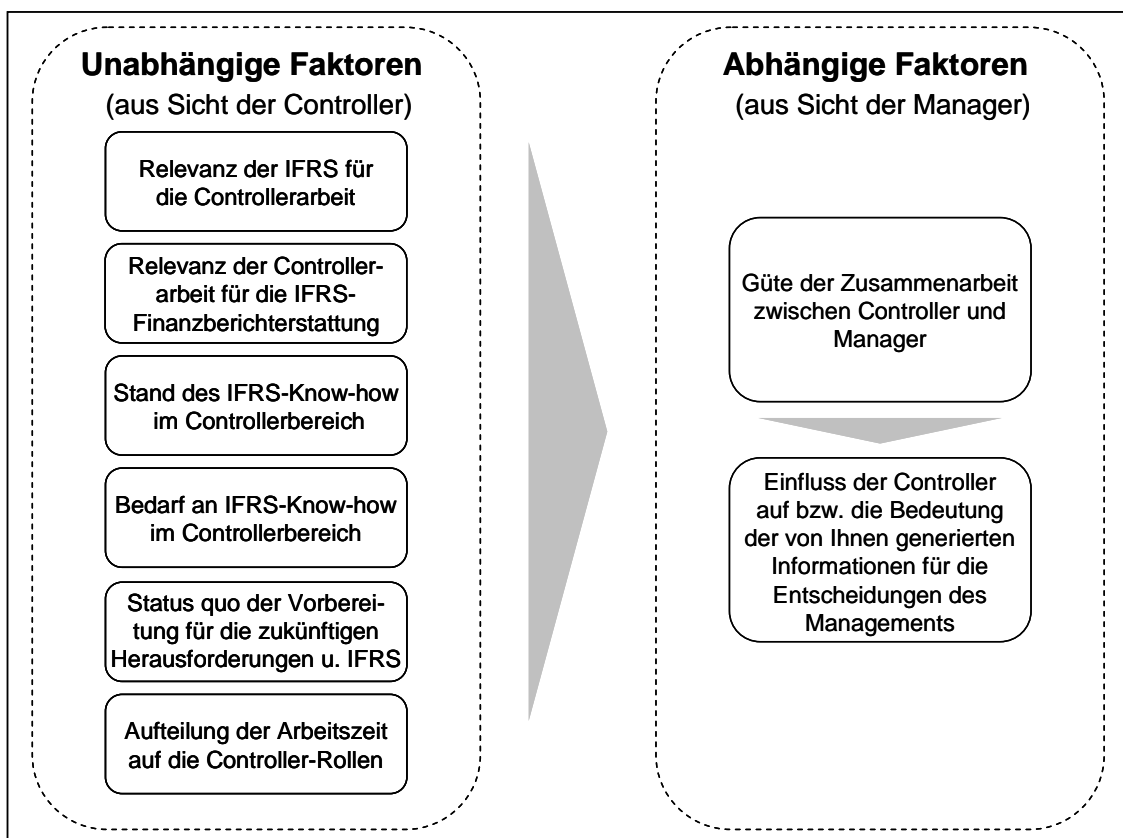 Unabhängige Faktoren
(aus Sicht der Controller)
Relevanz der IFRS für
die Controllerarbeit
Relevanz der Controller-
arbeit für die IFRS-
Finanzberichterstattung
Stand des IFRS-Know-how
im Controllerbereich
Bedarf an IFRS-Know-how
im Controllerbereich
Status quo der Vorberei-
tung für die zukünftigen
Herausforderungen u. IFRS
Aufteilung der Arbeitszeit
auf die Controller-Rollen
Abhängige Faktoren
(aus Sicht der Manager)
Güte der Zusammenarbeit
zwischen Controller und
Manager
Einfluss der Controller
auf bzw. die Bedeutung
der von Ihnen generierten
Informationen für die
Entscheidungen des
Managements